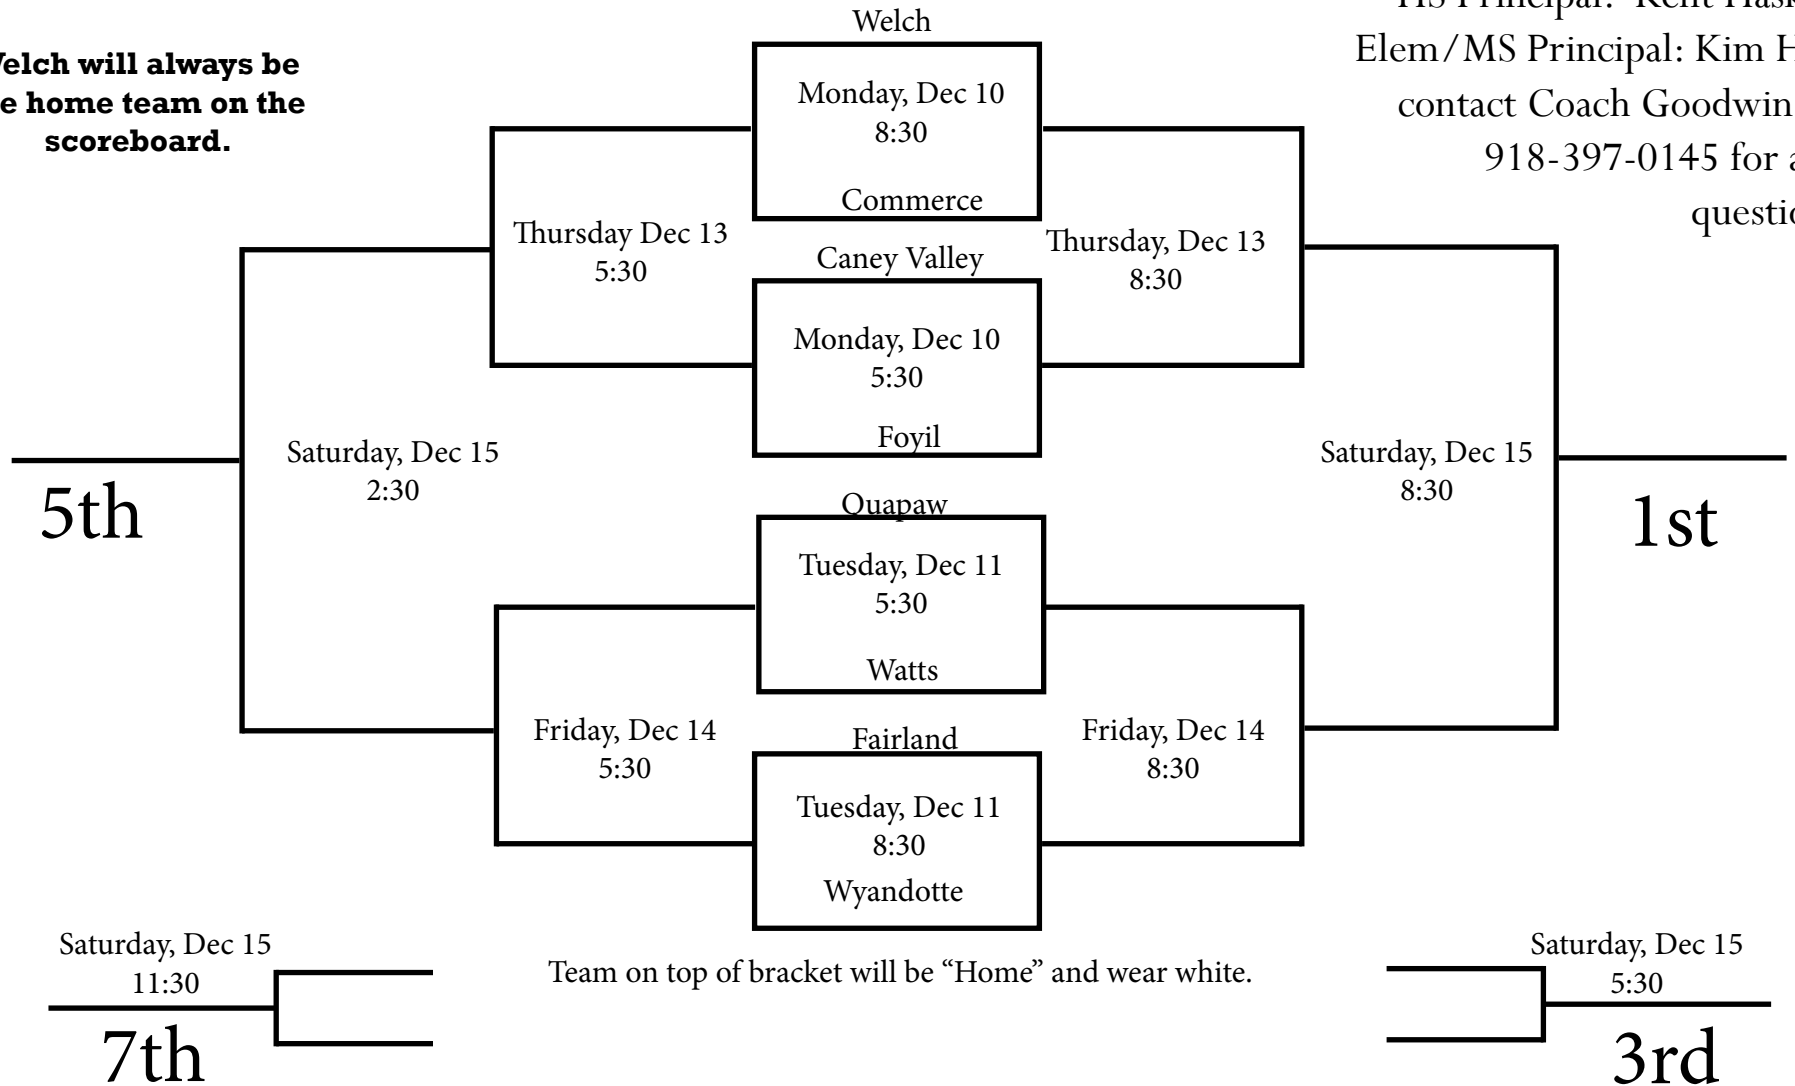 Welch
HS Principal: Kent
Elem/MS Principal: Kim
contact Coach Goodwin
918-397-0145 for
will always be
home team on the
scoreboard.
Monday, Dec 10
8:30
Commerce
Thursday Dec 13
5:30
Thursday, Dec 13
8:30
Caney Valley
Monday, Dec 10
5:30
Foyil
Saturday, Dec 15
2:30
5th
Saturday, Dec 15
8:30
1st
Quapaw
Tuesday, Dec 11
5:30
Watts
Friday, Dec 14
5:30
Friday, Dec 14
8:30
Fairland
Tuesday, Dec 11
8:30
Wyandotte
Saturday, Dec 15
11:30
7th
Team on top of bracket will be “Home” and wear white.
Saturday, Dec 15
5:30
3rd